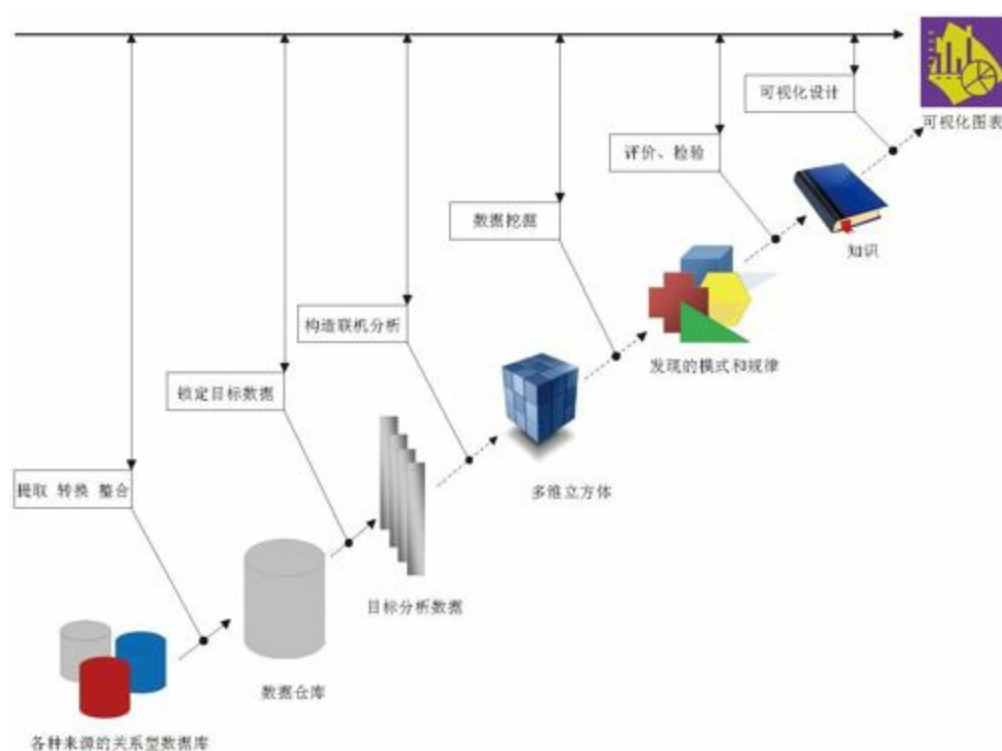 可视化设计
可视化图表
评价、检验
知识
数据挖掘
发现的模式和规律
构造联机分析
多维立方体
锁定目标数据
目标分析数据
提取 转换 整合
数据仓库
各种来源的关系型数据库